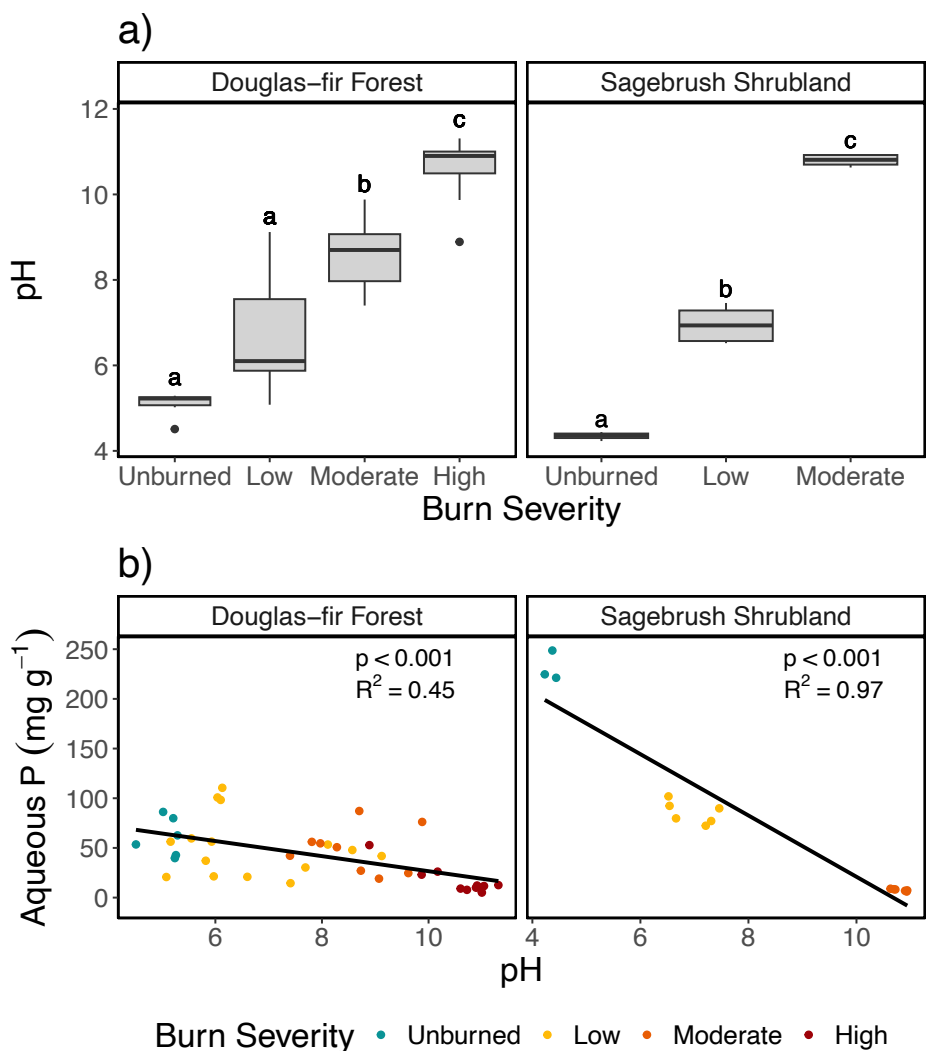 a)
Douglas−fir Forest Sagebrush Shrubland
12
10
8
6
4
pH
a a b c
a b c
Unburned Low Moderate High Unburned Low Moderate
Burn Severity
b)
Douglas−fir Forest Sagebrush Shrubland
Aqueous P (mg g⁻¹)
250
200
150
100
50
0
p < 0.001
R² = 0.45
p < 0.001
R² = 0.97
6 8 10 4 6 8 10
pH
Burn Severity Unburned Low Moderate High